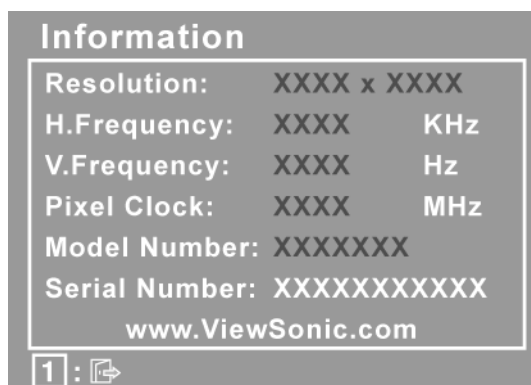 Information
Resolution: XXXX x XXXX
H.Frequency: XXXX KHz
V.Frequency: XXXX Hz
Pixel Clock: XXXX MHz
Model Number: XXXXXXX
Serial Number: XXXXXXXXXXX
www.ViewSonic.com
1 :